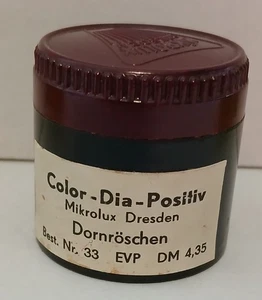 Color-Dia-Positiv
Mikrolux Dresden
Dornröschen
Best. Nr. 33 EVP DM 4,35